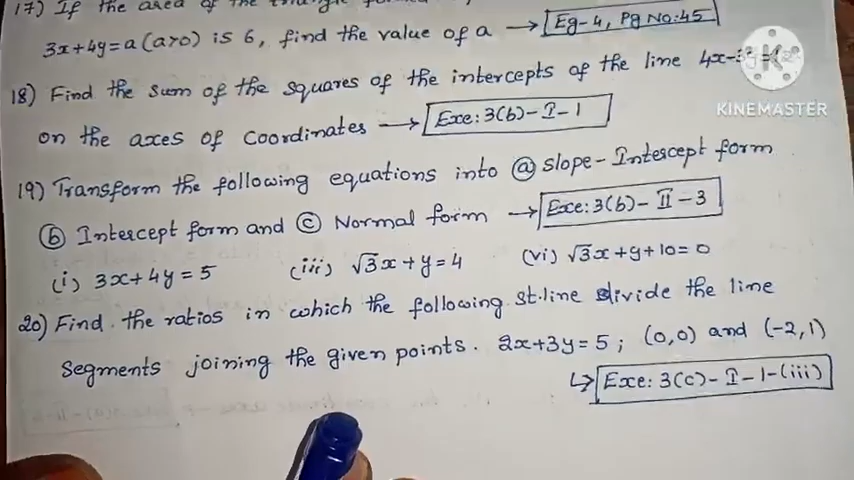 17) If the area of the triangle formed
3x+4y=a (a>0) is 6, find the value of a → Eg-4, Pg No:45
18) Find the sum of the squares of the intercepts of the line 4x-
on the axes of coordinates → Exe: 3(b)-I-1
19) Transform the following equations into ⓐ slope-Intercept form
ⓑ Intercept form and ⓒ Normal form → Exe: 3(b)-II-3
(i) 3x+4y=5 (iii) √3x+y=4 (vi) √3x+y+10=0
20) Find the ratios in which the following st.line divide the line
segments joining the given points. 2x+3y=5; (0,0) and (-2,1)
↳ Exe: 3(c)-I-1-(iii)
K
KINEMASTER